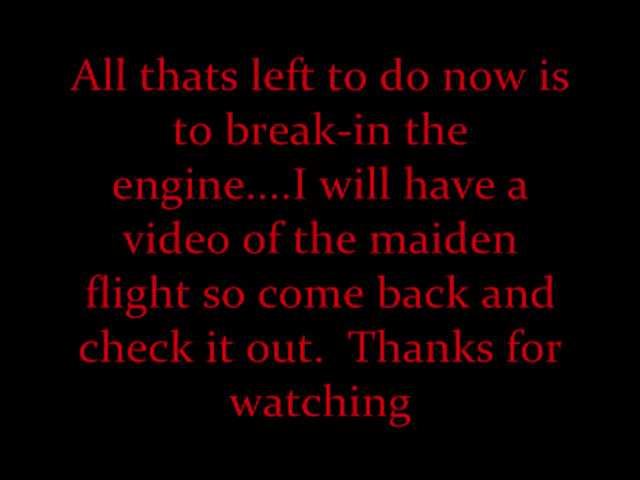 All thats left to do now is
to break-in the
engine....I will have a
video of the maiden
flight so come back and
check it out.  Thanks for
watching